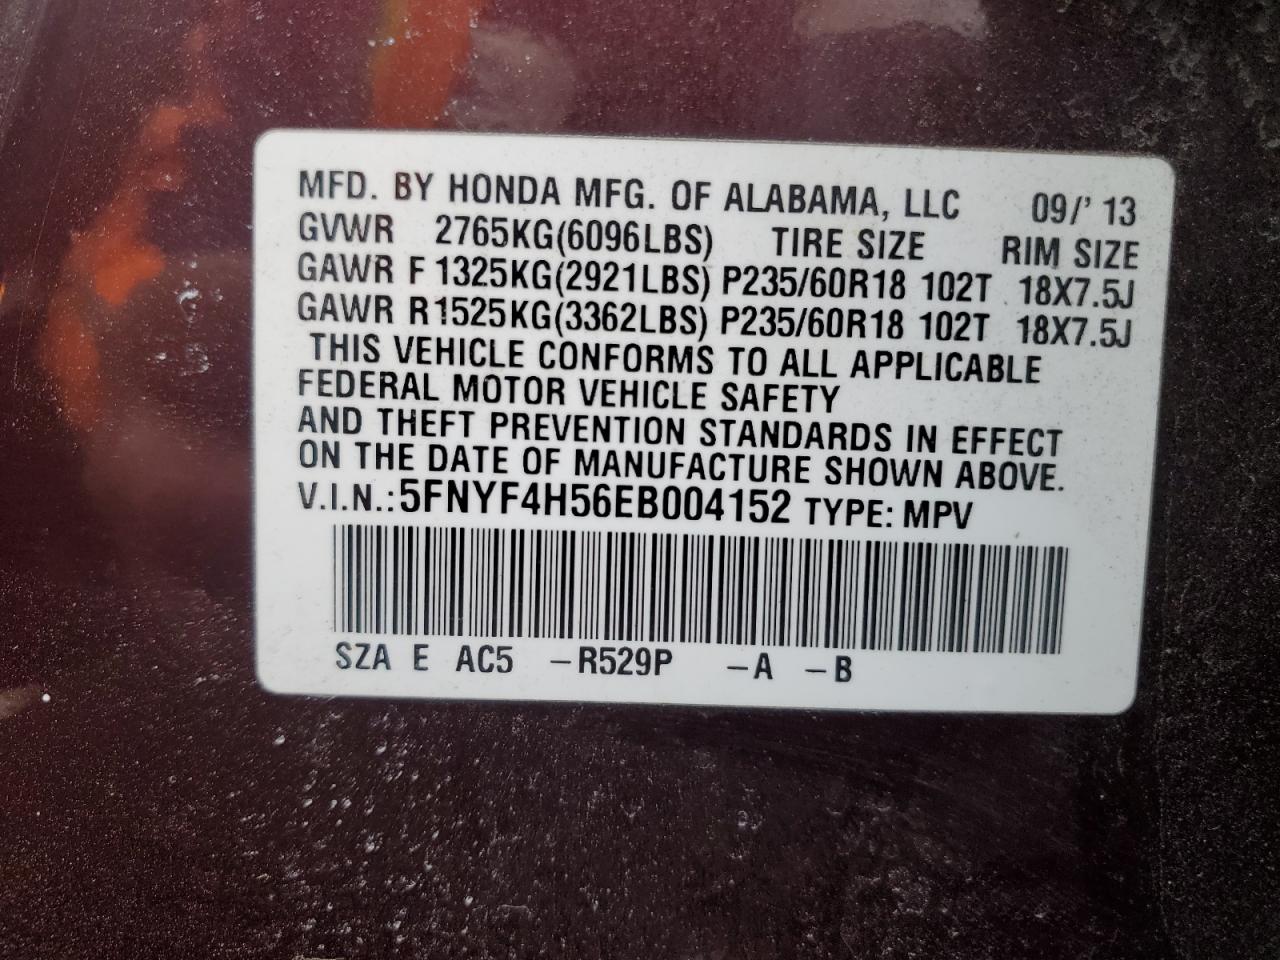 MFD. BY HONDA MFG. OF ALABAMA, LLC 09/' 13
GVWR 2765KG(6096LBS) TIRE SIZE RIM SIZE
GAWR F 1325KG(2921LBS) P235/60R18 102T 18X7.5J
GAWR R1525KG(3362LBS) P235/60R18 102T 18X7.5J
THIS VEHICLE CONFORMS TO ALL APPLICABLE
FEDERAL MOTOR VEHICLE SAFETY
AND THEFT PREVENTION STANDARDS IN EFFECT
ON THE DATE OF MANUFACTURE SHOWN ABOVE.
V.I.N.:5FNYF4H56EB004152 TYPE: MPV
SZA E AC5 –R529P –A –B